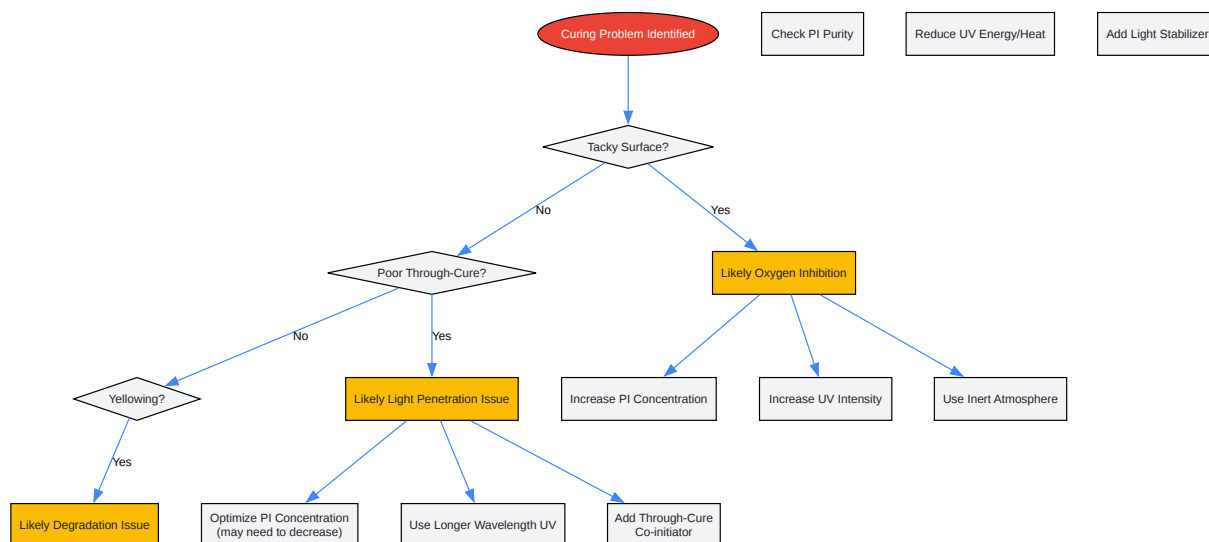 Curing Problem Identified
Check PI Purity
Reduce UV Energy/Heat
Add Light Stabilizer
Tacky Surface?
No
Yes
Poor Through-Cure?
Likely Oxygen Inhibition
No
Yes
Yellowing?
Likely Light Penetration Issue
Increase PI Concentration
Increase UV Intensity
Use Inert Atmosphere
Yes
Likely Degradation Issue
Optimize PI Concentration
(may need to decrease)
Use Longer Wavelength UV
Add Through-Cure
Co-initiator